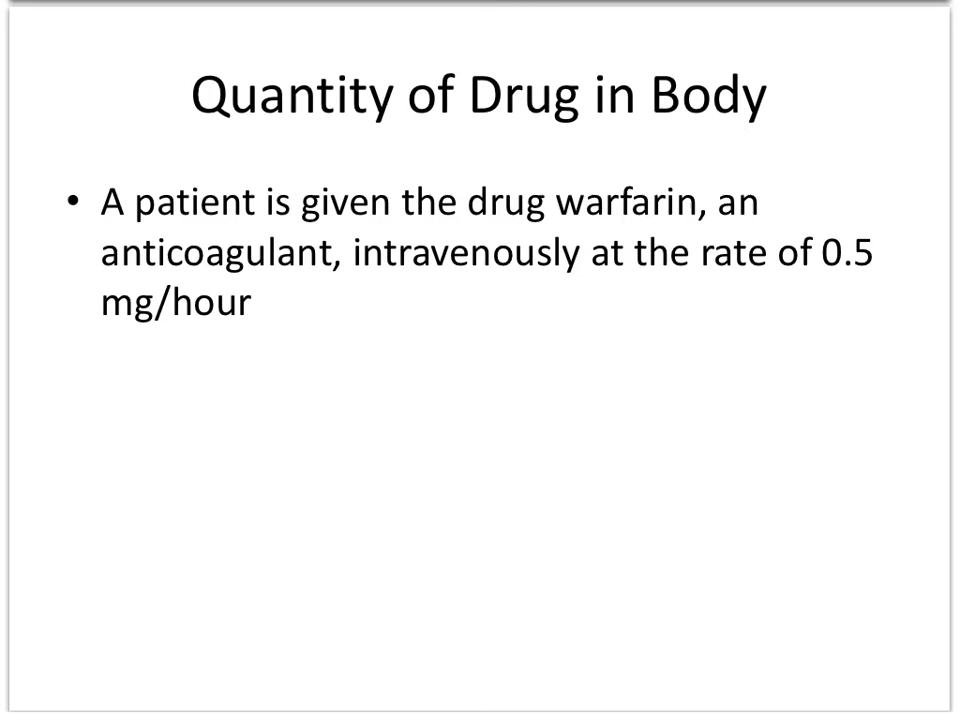 Quantity of Drug in Body
• A patient is given the drug warfarin, an
anticoagulant, intravenously at the rate of 0.5
mg/hour